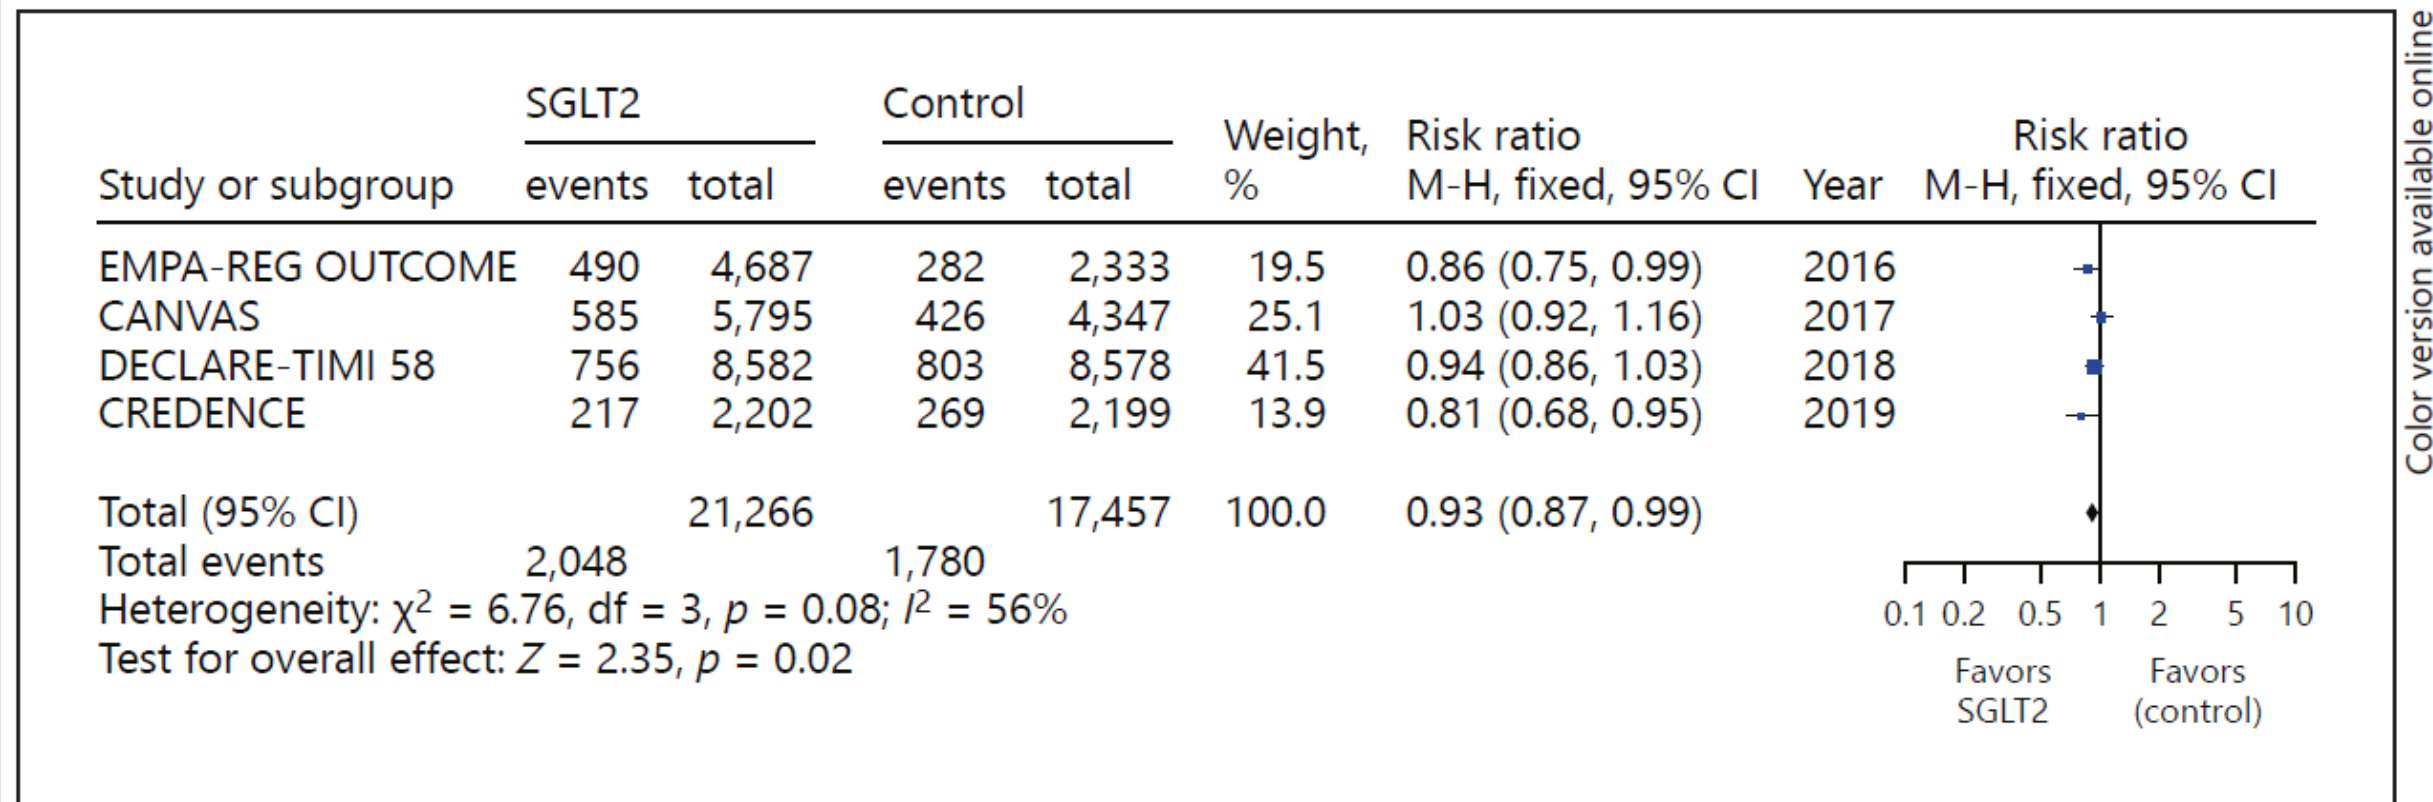 SGLT2 Control
Weight, Risk ratio Risk ratio
Study or subgroup events total events total % M-H, fixed, 95% CI Year M-H, fixed, 95% CI
EMPA-REG OUTCOME 490 4,687 282 2,333 19.5 0.86 (0.75, 0.99) 2016
CANVAS 585 5,795 426 4,347 25.1 1.03 (0.92, 1.16) 2017
DECLARE-TIMI 58 756 8,582 803 8,578 41.5 0.94 (0.86, 1.03) 2018
CREDENCE 217 2,202 269 2,199 13.9 0.81 (0.68, 0.95) 2019
Total (95% CI) 21,266 17,457 100.0 0.93 (0.87, 0.99)
Total events 2,048 1,780
Heterogeneity: χ² = 6.76, df = 3, p = 0.08; I² = 56%
Test for overall effect: Z = 2.35, p = 0.02
0.1 0.2 0.5 1 2 5 10
Favors Favors
SGLT2 (control)
Color version available online